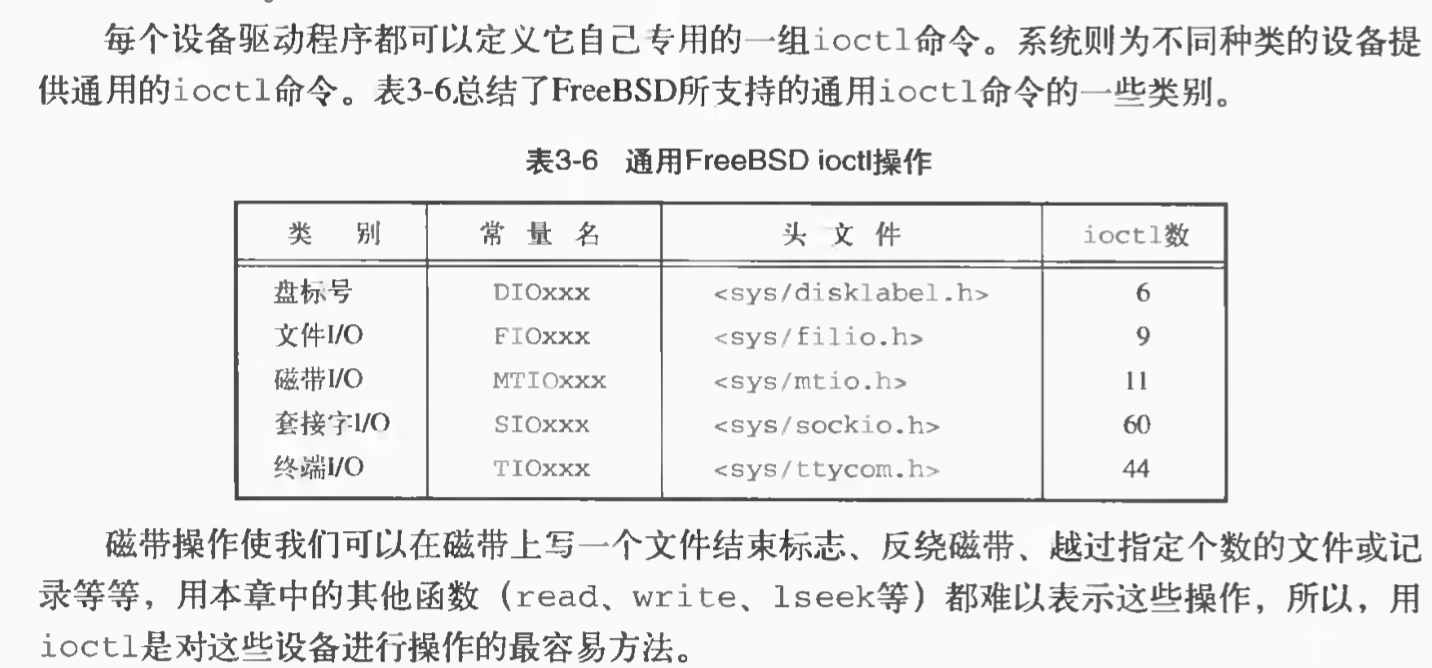 每个设备驱动程序都可以定义它自己专用的一组ioctl命令。系统则为不同种类的设备提
供通用的ioctl命令。表3-6总结了FreeBSD所支持的通用ioctl命令的一些类别。
表3-6 通用FreeBSD ioctl操作
类 别 常 量 名 头 文 件 ioctl数
盘标号 DIOxxx <sys/disklabel.h> 6
文件I/O FIOxxx <sys/filio.h> 9
磁带I/O MTIOxxx <sys/mtio.h> 11
套接字I/O SIOxxx <sys/sockio.h> 60
终端I/O TIOxxx <sys/ttycom.h> 44
磁带操作使我们可以在磁带上写一个文件结束标志、反绕磁带、越过指定个数的文件或记
录等等，用本章中的其他函数（read、write、lseek等）都难以表示这些操作，所以，用
ioctl是对这些设备进行操作的最容易方法。